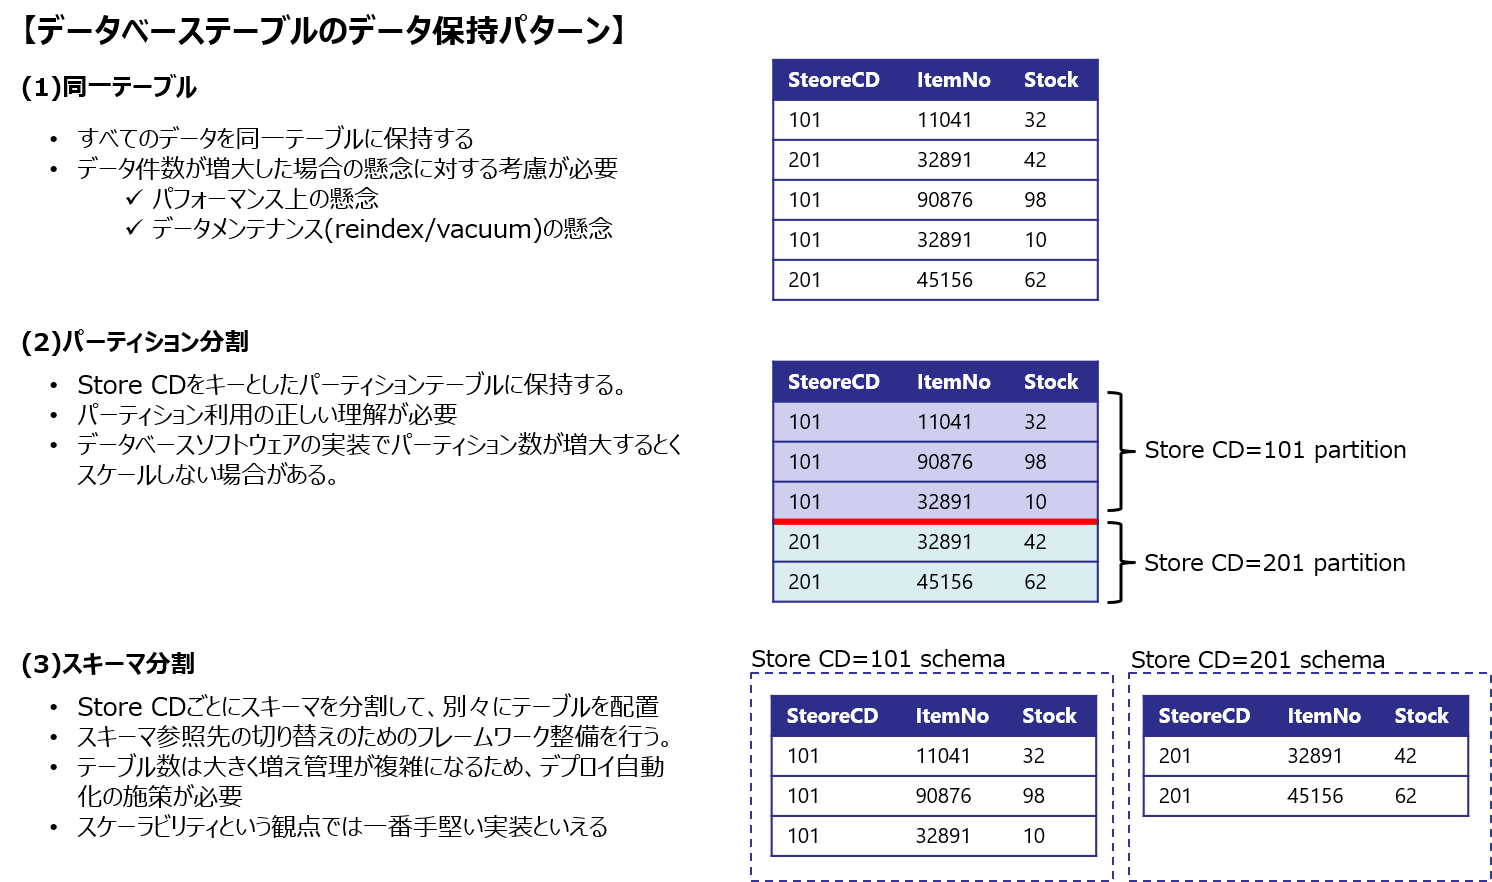 【データベーステーブルのデータ保持パターン】
(1)同一テーブル
• すべてのデータを同一テーブルに保持する
• データ件数が増大した場合の懸念に対する考慮が必要
✓ パフォーマンス上の懸念
✓ データメンテナンス(reindex/vacuum)の懸念
SteoreCD ItemNo Stock
101 11041 32
201 32891 42
101 90876 98
101 32891 10
201 45156 62
(2)パーティション分割
• Store CDをキーとしたパーティションテーブルに保持する。
• パーティション利用の正しい理解が必要
• データベースソフトウェアの実装でパーティション数が増大するとく
スケールしない場合がある。
SteoreCD ItemNo Stock
101 11041 32
101 90876 98
101 32891 10
201 32891 42
201 45156 62
Store CD=101 partition
Store CD=201 partition
(3)スキーマ分割
• Store CDごとにスキーマを分割して、別々にテーブルを配置
• スキーマ参照先の切り替えのためのフレームワーク整備を行う。
• テーブル数は大きく増え管理が複雑になるため、デプロイ自動
化の施策が必要
• スケーラビリティという観点では一番手堅い実装といえる
Store CD=101 schema
SteoreCD ItemNo Stock
101 11041 32
101 90876 98
101 32891 10
Store CD=201 schema
SteoreCD ItemNo Stock
201 32891 42
201 45156 62